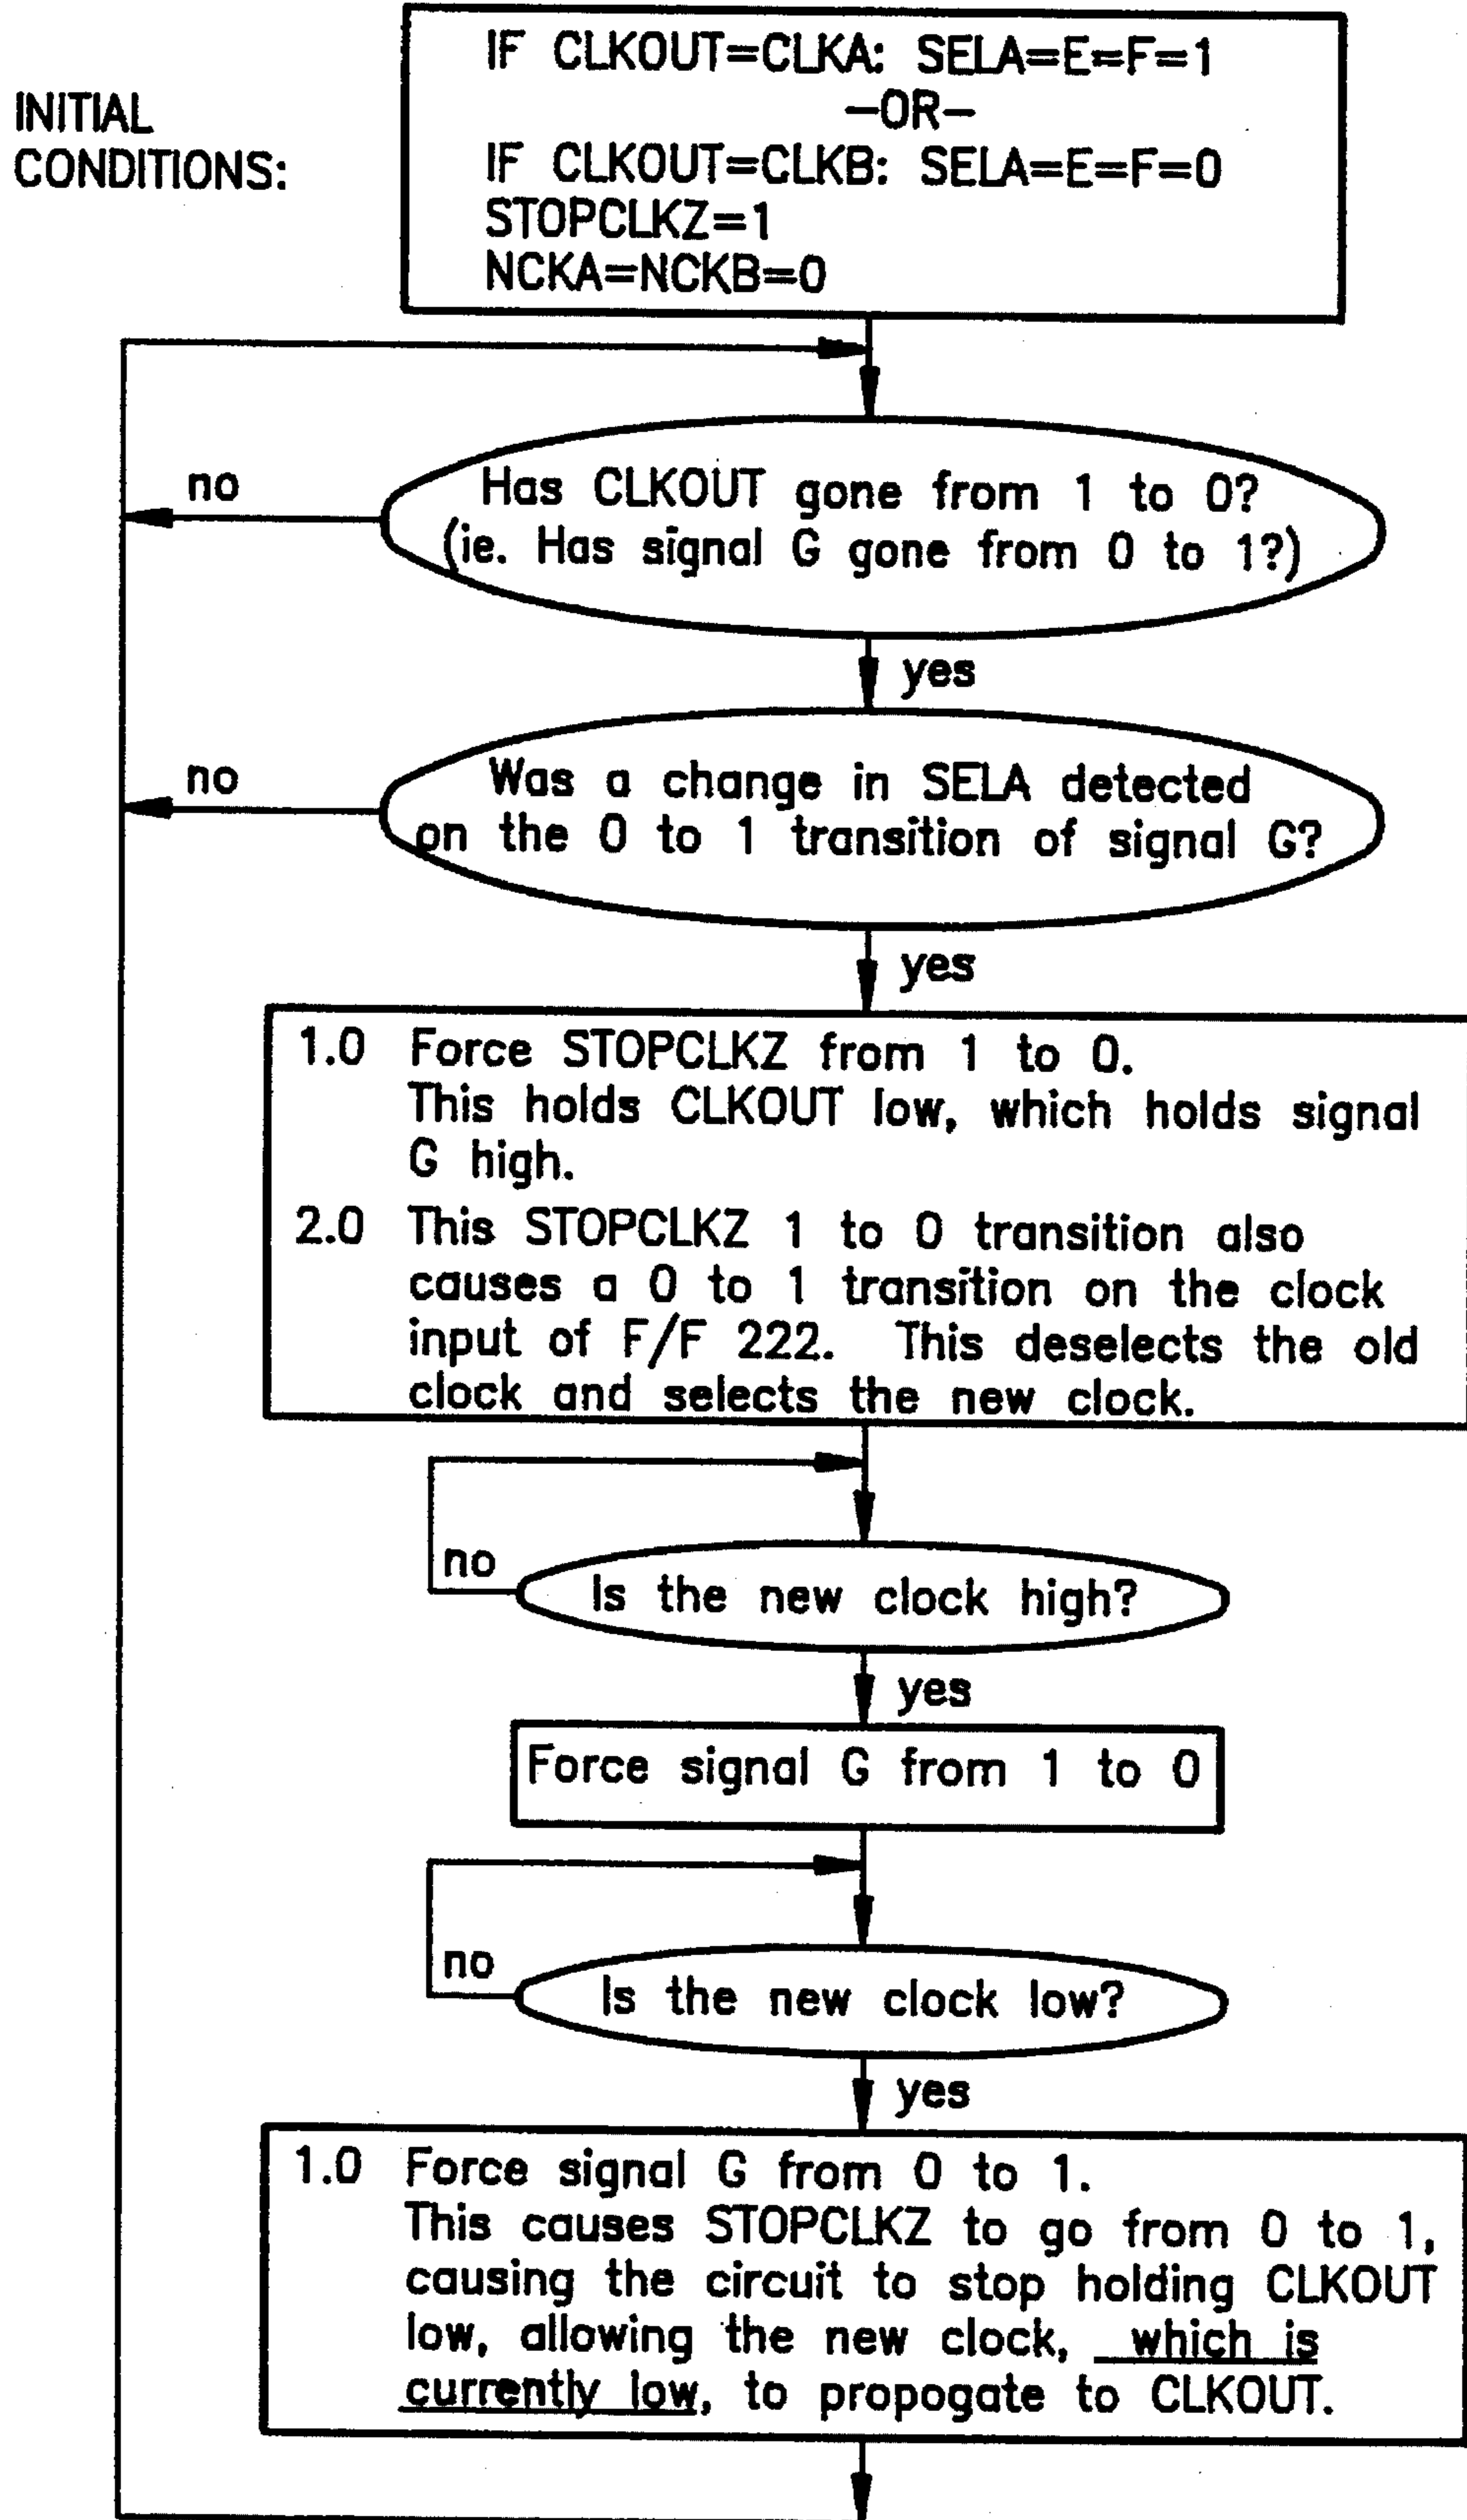 INITIAL
CONDITIONS:
IF CLKOUT=CLKA: SELA=E=F=1
-OR-
IF CLKOUT=CLKB: SELA=E=F=0
STOPCLKZ=1
NCKA=NCKB=0
Has CLKOUT gone from 1 to 0?
(ie. Has signal G gone from 0 to 1?)
no
yes
Was a change in SELA detected
on the 0 to 1 transition of signal G?
no
yes
1.0 Force STOPCLKZ from 1 to 0.
This holds CLKOUT low, which holds signal
G high.
2.0 This STOPCLKZ 1 to 0 transition also
causes a 0 to 1 transition on the clock
input of F/F 222. This deselects the old
clock and selects the new clock.
no
Is the new clock high?
yes
Force signal G from 1 to 0
no
Is the new clock low?
yes
1.0 Force signal G from 0 to 1.
This causes STOPCLKZ to go from 0 to 1,
causing the circuit to stop holding CLKOUT
low, allowing the new clock, which is
currently low, to propogate to CLKOUT.